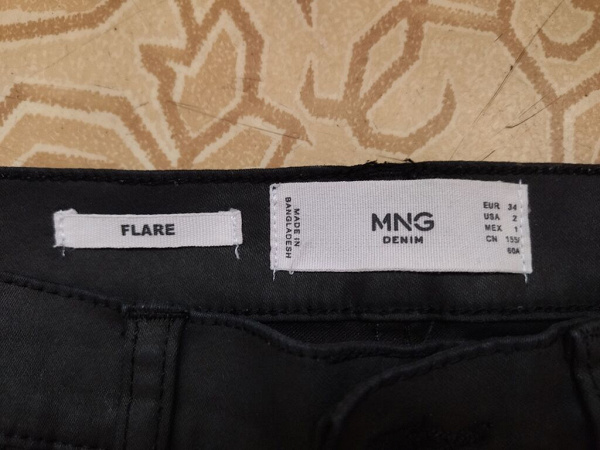 FLARE
MADE IN
BANGLADESH
MNG
DENIM
EUR 34
USA 2
MEX 1
CN 155/
60A